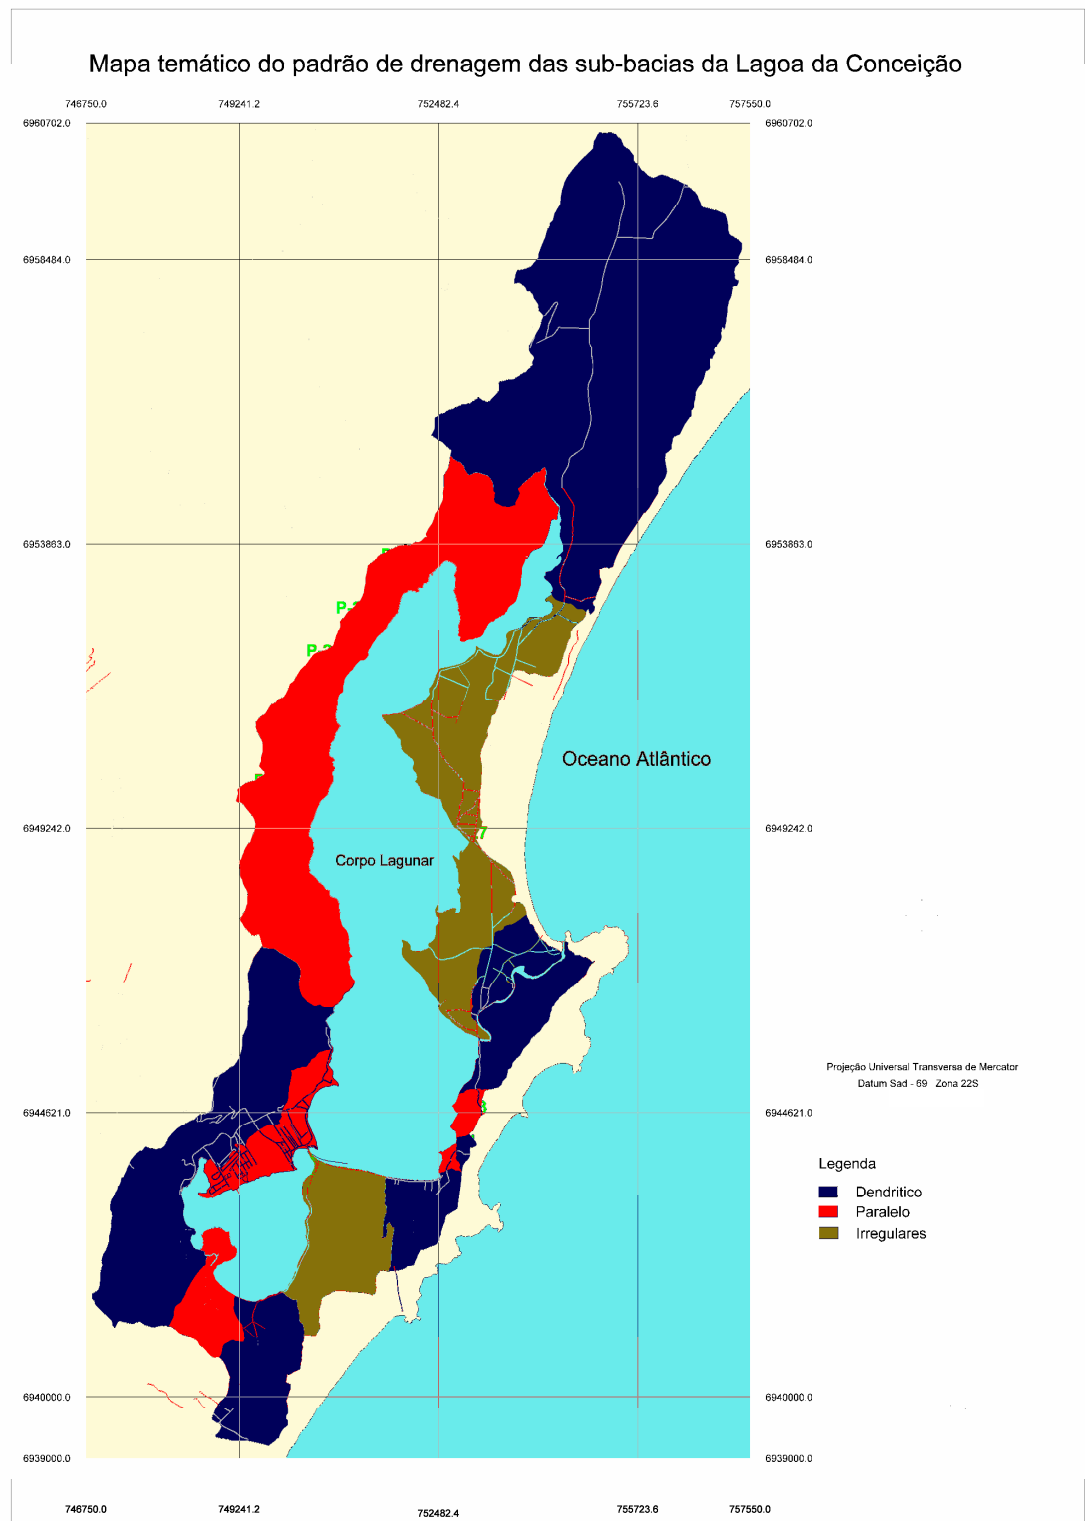 Mapa temático do padrão de drenagem das sub-bacias da Lagoa da Conceição
746750.0 749241.2 752482.4 755723.6 757550.0
6960702.0 6960702.0
6958484.0 6958484.0
6953863.0 6953863.0
Oceano Atlântico
6949242.0 6949242.0
7
Corpo Lagunar
Projeção Universal Transversa de Mercator
Datum Sad - 69 Zona 22S
6944621.0 6944621.0
Legenda
Dendritico
Paralelo
Irregulares
6940000.0 6940000.0
6939000.0 6939000.0
746750.0 749241.2 752482.4 755723.6 757550.0